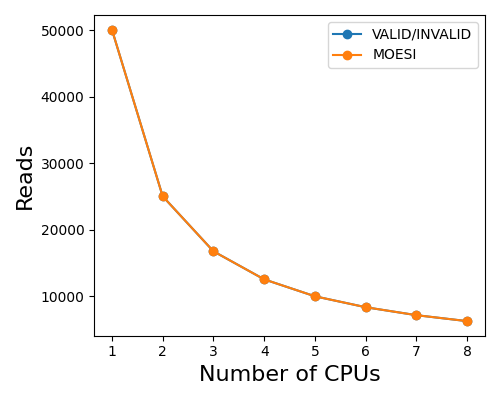 VALID/INVALID
MOESI
50000
40000
30000
20000
10000
Reads
1 2 3 4 5 6 7 8
Number of CPUs